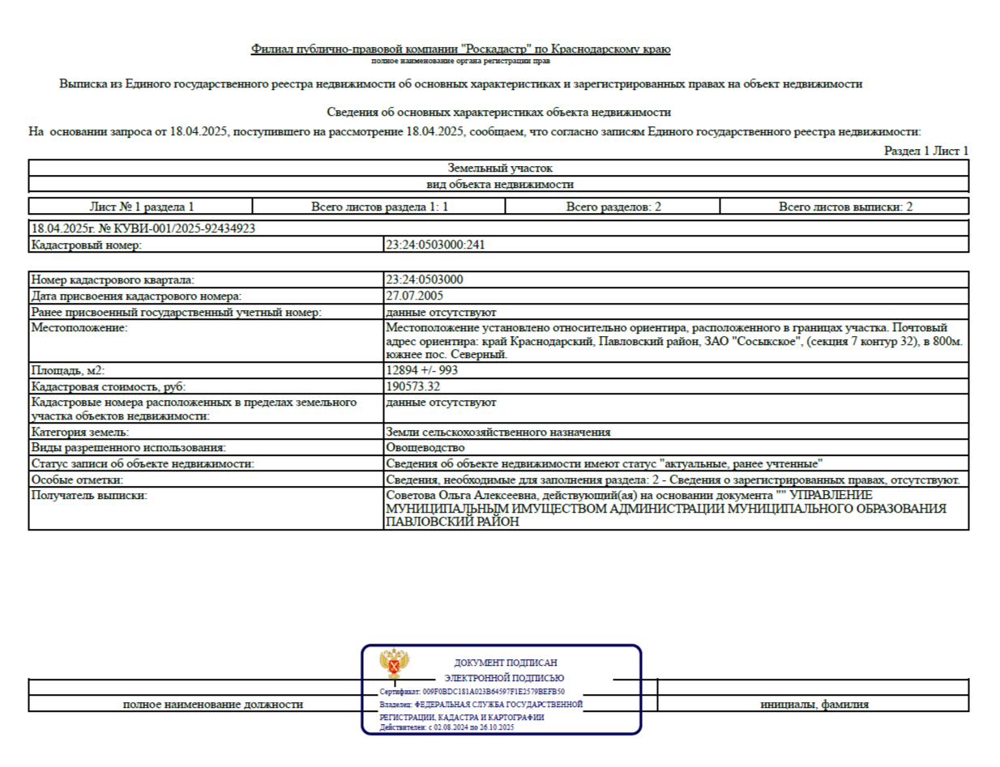 Филиал публично-правовой компании "Роскадастр" по Краснодарскому краю
полное наименование органа регистрации прав
Выписка из Единого государственного реестра недвижимости об основных характеристиках и зарегистрированных правах на объект недвижимости
Сведения об основных характеристиках объекта недвижимости
На основании запроса от 18.04.2025, поступившего на рассмотрение 18.04.2025, сообщаем, что согласно записям Единого государственного реестра недвижимости:
Раздел 1 Лист 1
Земельный участок
вид объекта недвижимости
Лист № 1 раздела 1 Всего листов раздела 1: 1 Всего разделов: 2 Всего листов выписки: 2
18.04.2025г. № КУВИ-001/2025-92434923
Кадастровый номер: 23:24:0503000:241
Номер кадастрового квартала: 23:24:0503000
Дата присвоения кадастрового номера: 27.07.2005
Ранее присвоенный государственный учетный номер: данные отсутствуют
Местоположение: Местоположение установлено относительно ориентира, расположенного в границах участка. Почтовый
адрес ориентира: край Краснодарский, Павловский район, ЗАО "Сосыкское", (секция 7 контур 32), в 800м.
южнее пос. Северный.
Площадь, м2: 12894 +/- 993
Кадастровая стоимость, руб: 190573.32
Кадастровые номера расположенных в пределах земельного данные отсутствуют
участка объектов недвижимости:
Категория земель: Земли сельскохозяйственного назначения
Виды разрешенного использования: Овощеводство
Статус записи об объекте недвижимости: Сведения об объекте недвижимости имеют статус "актуальные, ранее учтенные"
Особые отметки: Сведения, необходимые для заполнения раздела: 2 - Сведения о зарегистрированных правах, отсутствуют.
Получатель выписки: Советова Ольга Алексеевна, действующий(ая) на основании документа "" УПРАВЛЕНИЕ
МУНИЦИПАЛЬНЫМ ИМУЩЕСТВОМ АДМИНИСТРАЦИИ МУНИЦИПАЛЬНОГО ОБРАЗОВАНИЯ
ПАВЛОВСКИЙ РАЙОН
ДОКУМЕНТ ПОДПИСАН
ЭЛЕКТРОННОЙ ПОДПИСЬЮ
Сертификат: 009F0BDC181A023B64597F1E2579BEFB50
полное наименование должности Владелец: ФЕДЕРАЛЬНАЯ СЛУЖБА ГОСУДАРСТВЕННОЙ инициалы, фамилия
РЕГИСТРАЦИИ, КАДАСТРА И КАРТОГРАФИИ
Действителен: с 02.08.2024 по 26.10.2025